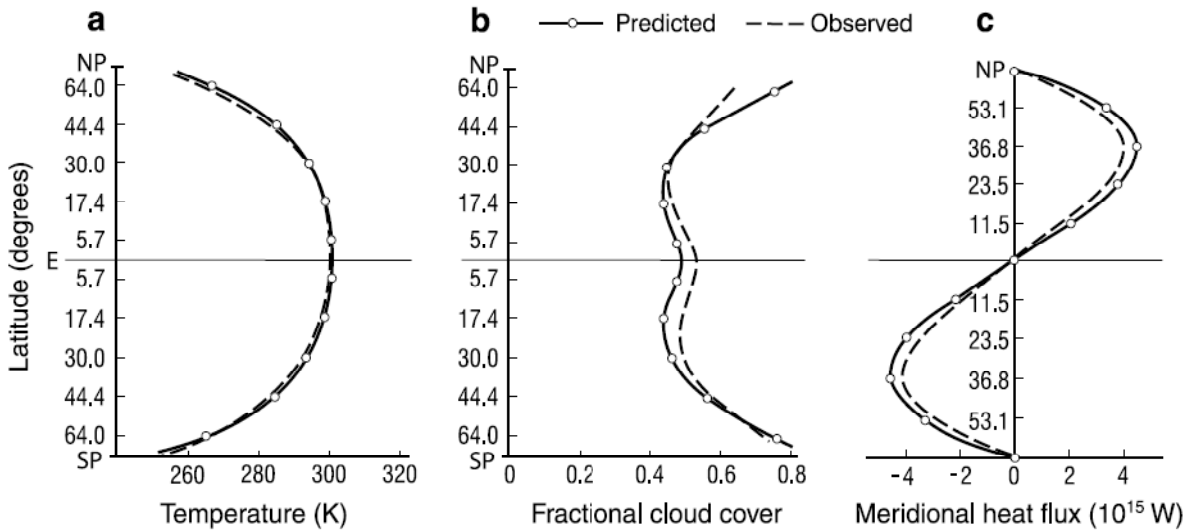 a
b
Predicted
Observed
c
NP
64.0
44.4
30.0
17.4
5.7
E
5.7
17.4
30.0
44.4
64.0
SP
Latitude (degrees)
260
280
300
320
Temperature (K)
NP
64.0
44.4
30.0
17.4
5.7
5.7
17.4
30.0
44.4
64.0
SP
0
0.2
0.4
0.6
0.8
Fractional cloud cover
NP
53.1
36.8
23.5
11.5
11.5
23.5
36.8
53.1
-4
-2
0
2
4
Meridional heat flux (10¹⁵ W)